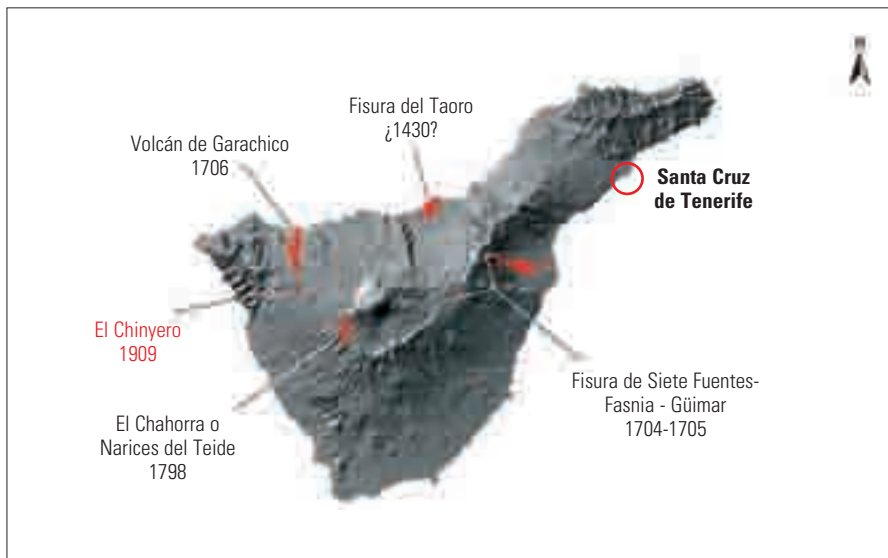 Fisura del Taoro
¿1430?
Volcán de Garachico
1706
Santa Cruz
de Tenerife
El Chinyero
1909
Fisura de Siete Fuentes-
Fasnia - Güimar
1704-1705
El Chahorra o
Narices del Teide
1798